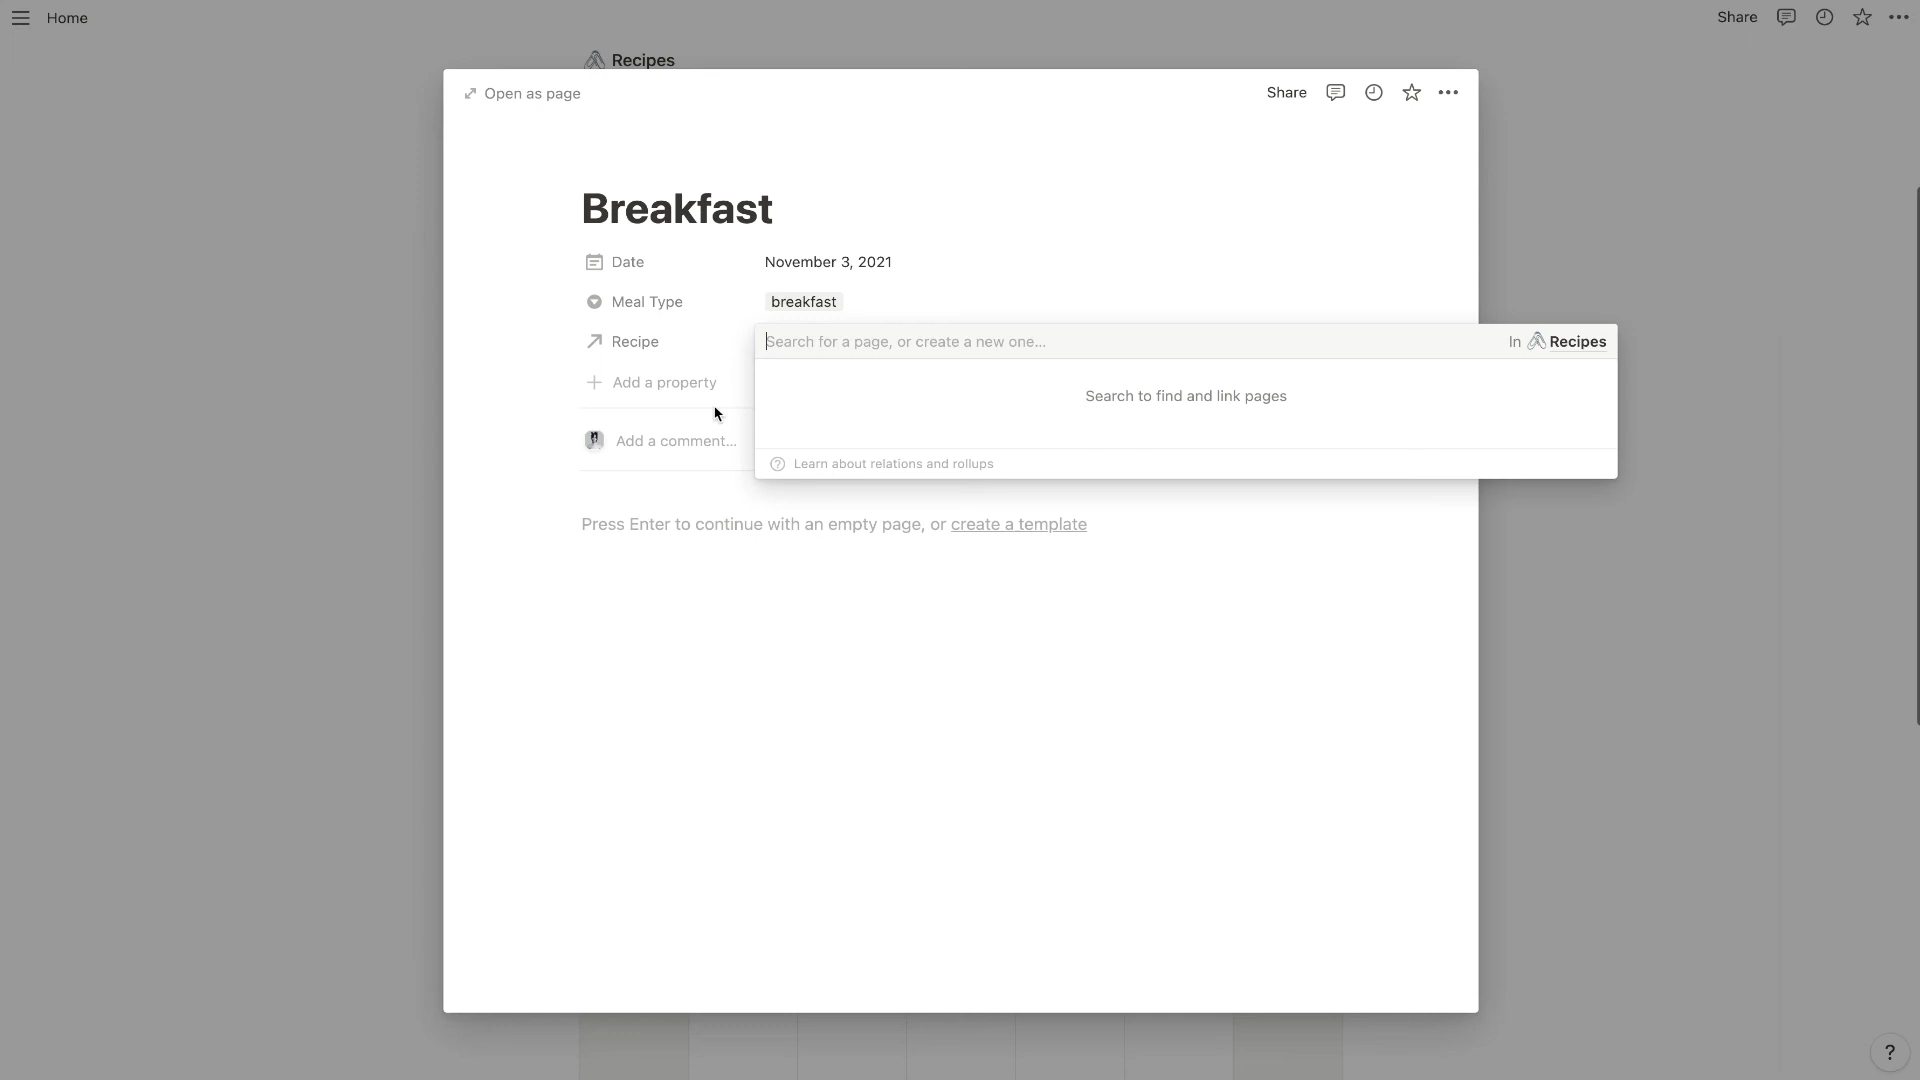 Home
Share
Recipes
Open as page
Share
Breakfast
Date
November 3, 2021
Meal Type
breakfast
Recipe
Search for a page, or create a new one...
In Recipes
Add a property
Search to find and link pages
Add a comment...
Learn about relations and rollups
Press Enter to continue with an empty page, or create a template
?